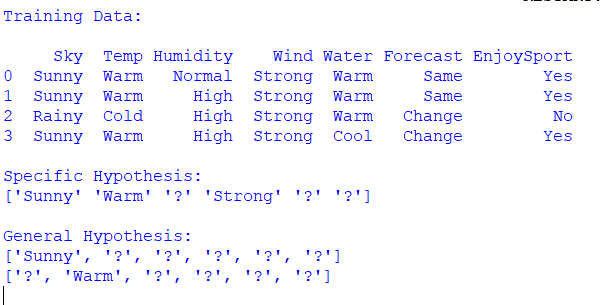 Training Data:
Sky Temp Humidity Wind Water Forecast EnjoySport
0 Sunny Warm Normal Strong Warm Same Yes
1 Sunny Warm High Strong Warm Same Yes
2 Rainy Cold High Strong Warm Change No
3 Sunny Warm High Strong Cool Change Yes
Specific Hypothesis:
['Sunny' 'Warm' '?' 'Strong' '?' '?']
General Hypothesis:
['Sunny', '?', '?', '?', '?', '?']
['?', 'Warm', '?', '?', '?', '?']